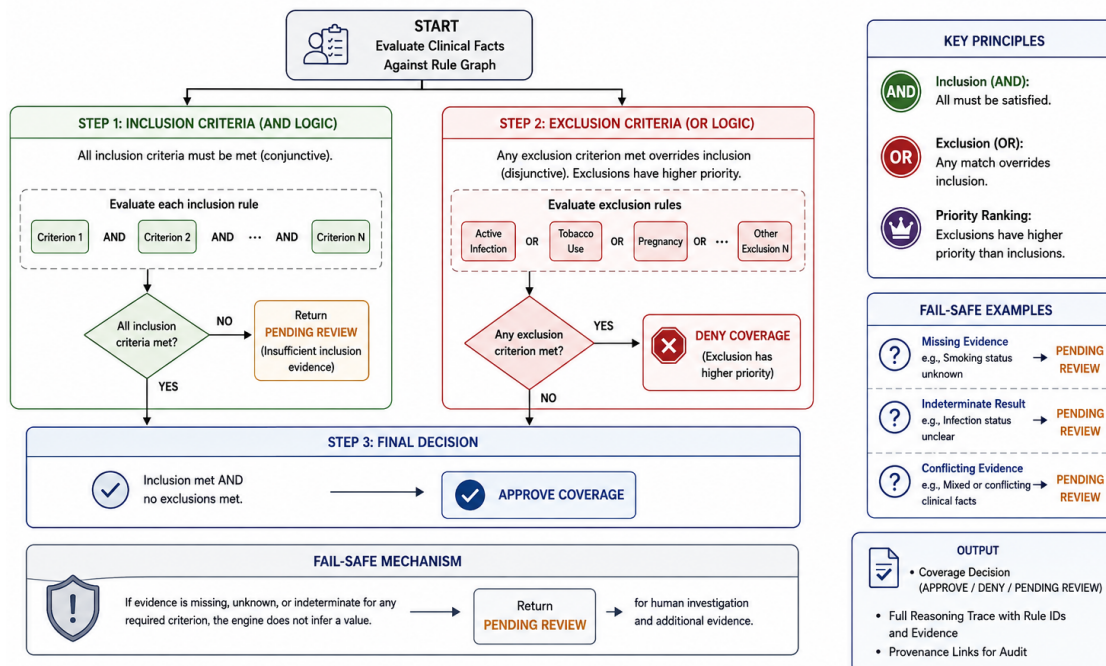 START
Evaluate Clinical Facts
Against Rule Graph
STEP 1: INCLUSION CRITERIA (AND LOGIC)
All inclusion criteria must be met (conjunctive).
Evaluate each inclusion rule
Criterion 1 AND Criterion 2 AND ... AND Criterion N
All inclusion
criteria met?
NO
Return
PENDING REVIEW
(Insufficient inclusion
evidence)
YES
STEP 2: EXCLUSION CRITERIA (OR LOGIC)
Any exclusion criterion met overrides inclusion
(disjunctive). Exclusions have higher priority.
Evaluate exclusion rules
Active
Infection
OR
Tobacco
Use
OR
Pregnancy
OR ...
Other
Exclusion N
Any exclusion
criterion met?
YES
DENY COVERAGE
(Exclusion has
higher priority)
NO
STEP 3: FINAL DECISION
Inclusion met AND
no exclusions met.
APPROVE COVERAGE
FAIL-SAFE MECHANISM
If evidence is missing, unknown, or indeterminate for any
required criterion, the engine does not infer a value.
Return
PENDING REVIEW
for human investigation
and additional evidence.
KEY PRINCIPLES
AND
Inclusion (AND):
All must be satisfied.
OR
Exclusion (OR):
Any match overrides
inclusion.
Priority Ranking:
Exclusions have higher
priority than inclusions.
FAIL-SAFE EXAMPLES
?
Missing Evidence
e.g., Smoking status
unknown
PENDING
REVIEW
?
Indeterminate Result
e.g., Infection status
unclear
PENDING
REVIEW
?
Conflicting Evidence
e.g., Mixed or conflicting
clinical facts
PENDING
REVIEW
OUTPUT
• Coverage Decision
(APPROVE / DENY / PENDING REVIEW)
• Full Reasoning Trace with Rule IDs
and Evidence
• Provenance Links for Audit